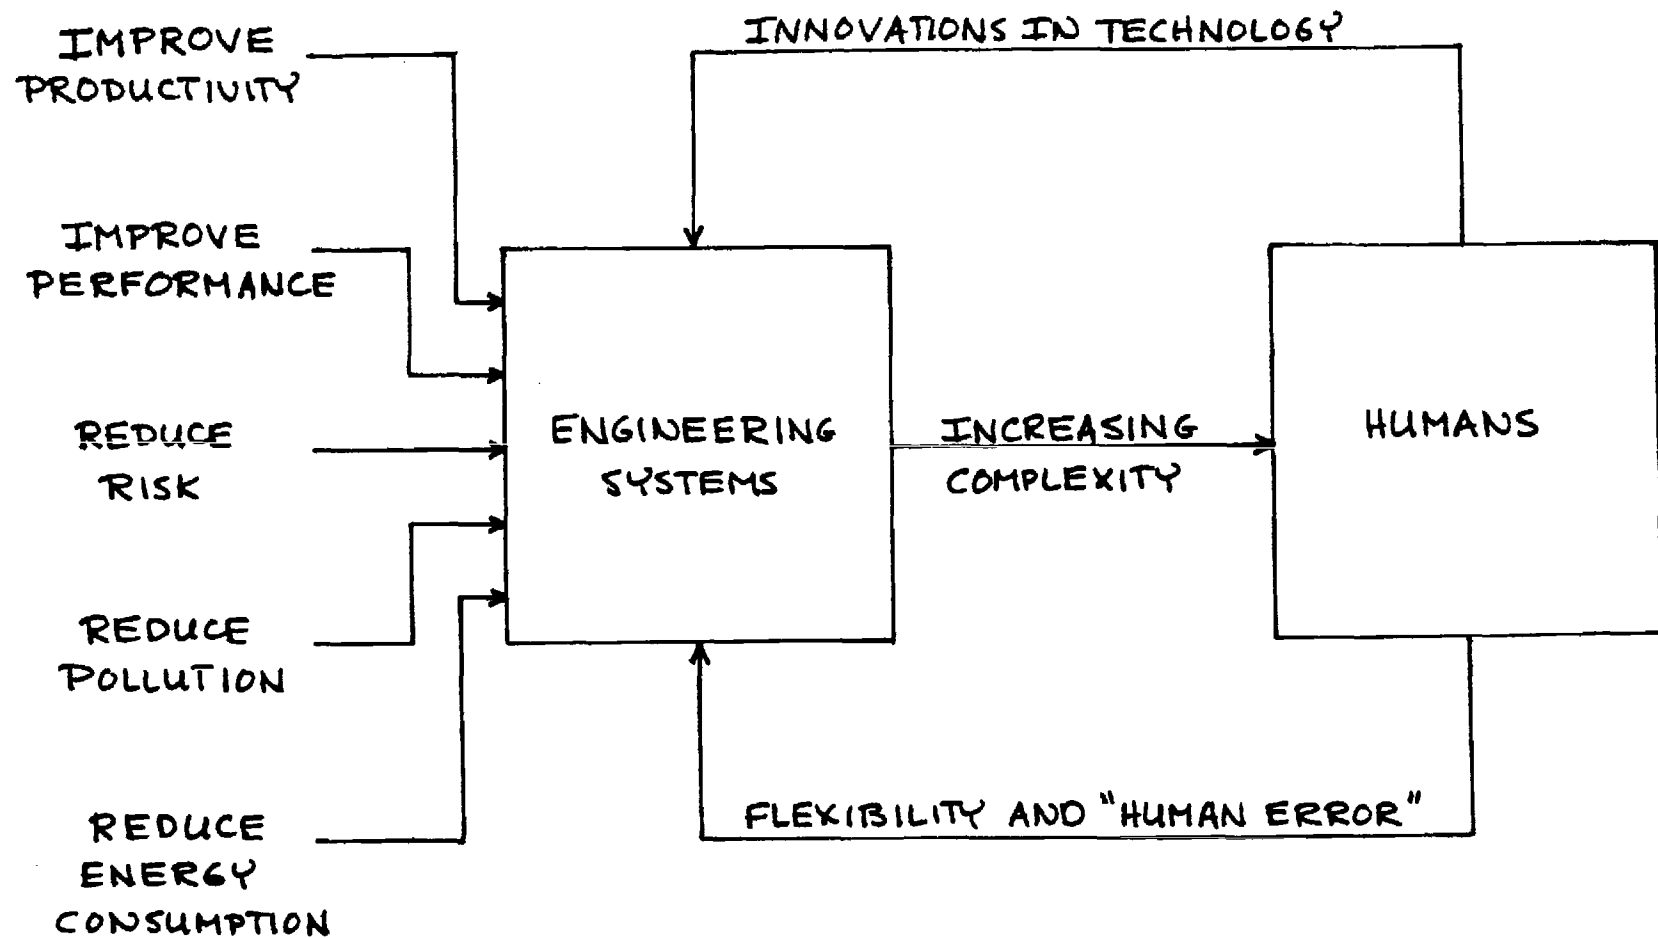 IMPROVE
PRODUCTIVITY
INNOVATIONS IN TECHNOLOGY
IMPROVE
PERFORMANCE
REDUCE
RISK
ENGINEERING
SYSTEMS
INCREASING
COMPLEXITY
HUMANS
REDUCE
POLLUTION
FLEXIBILITY AND "HUMAN ERROR"
REDUCE
ENERGY
CONSUMPTION